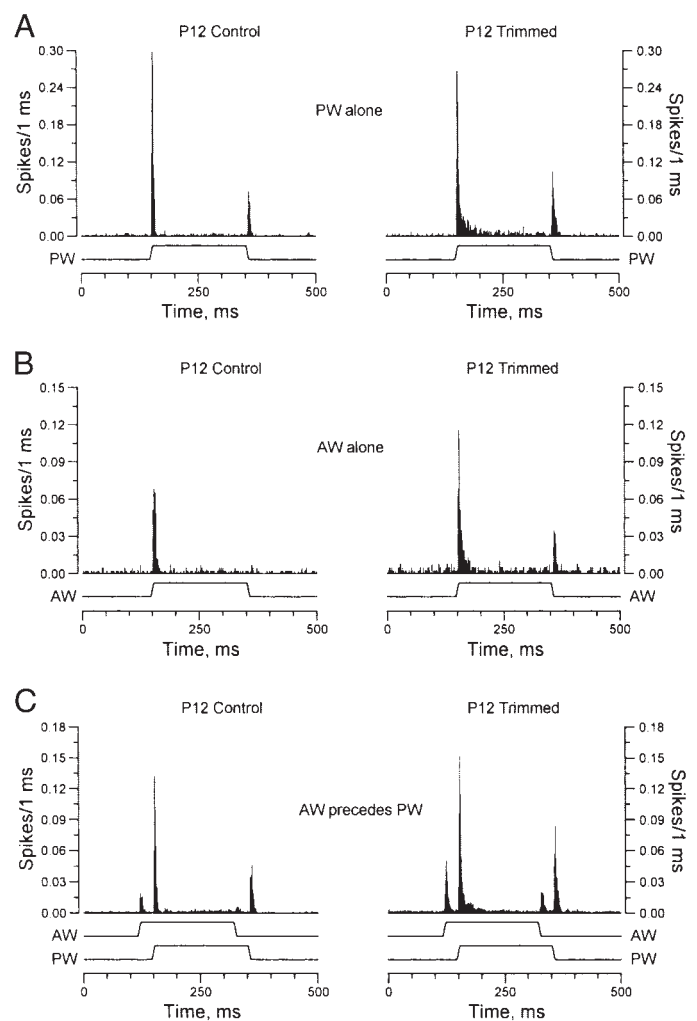 A
P12 Control
P12 Trimmed
0.30
0.24
0.18
0.12
0.06
0.00
Spikes/1 ms
PW alone
0.30
0.24
0.18
0.12
0.06
0.00
Spikes/1 ms
PW
PW
0
250
500
0
250
500
Time, ms
Time, ms
B
P12 Control
P12 Trimmed
0.15
0.12
0.09
0.06
0.03
0.00
Spikes/1 ms
AW alone
0.15
0.12
0.09
0.06
0.03
0.00
Spikes/1 ms
AW
AW
0
250
500
0
250
500
Time, ms
Time, ms
C
P12 Control
P12 Trimmed
0.18
0.15
0.12
0.09
0.06
0.03
0.00
Spikes/1 ms
AW precedes PW
0.18
0.15
0.12
0.09
0.06
0.03
0.00
Spikes/1 ms
AW
AW
PW
PW
0
250
500
0
250
500
Time, ms
Time, ms